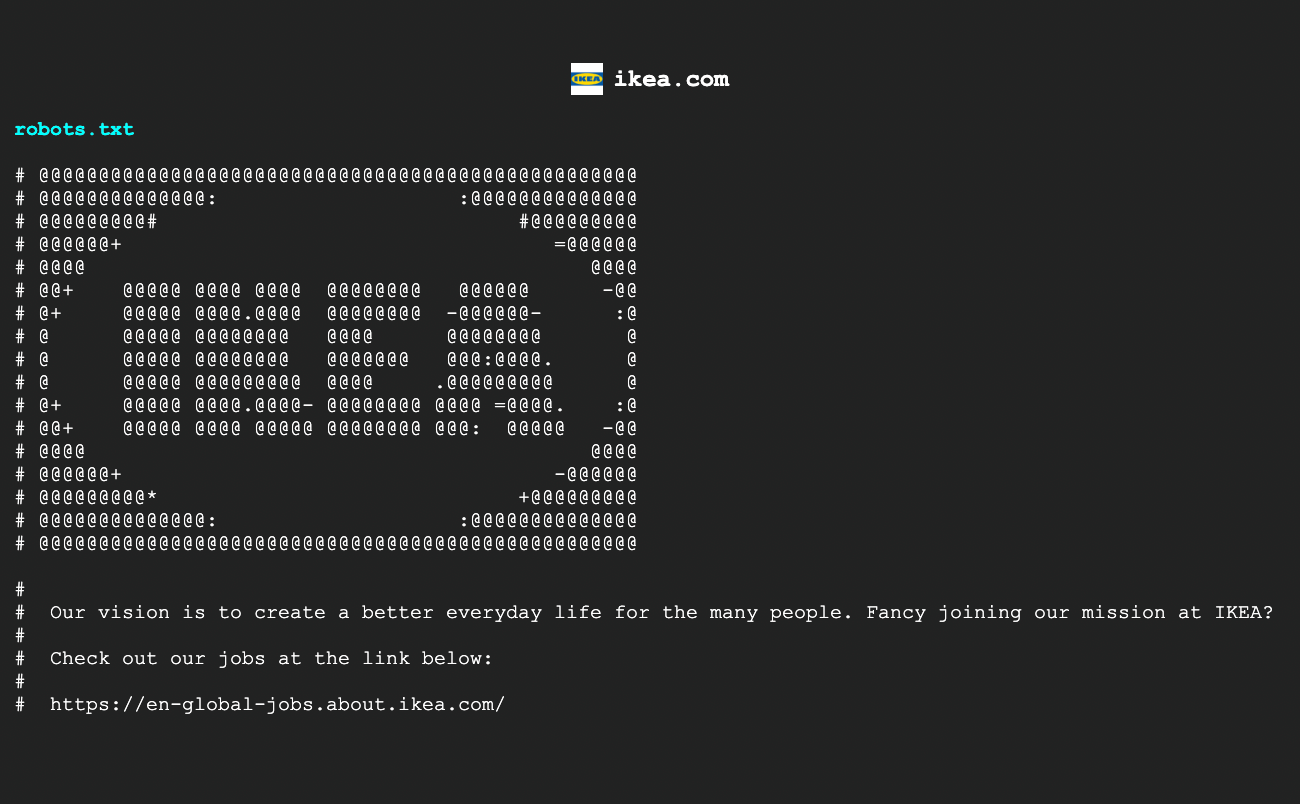 ikea.com
robots.txt
# @@@@@@@@@@@@@@@@@@@@@@@@@@@@@@@@@@@@@@@@@@@@@@@@@@
# @@@@@@@@@@@@@@:                    :@@@@@@@@@@@@@@
# @@@@@@@@@#                              #@@@@@@@@@
# @@@@@@+                                    =@@@@@@
# @@@@                                          @@@@
# @@+    @@@@@ @@@@ @@@@  @@@@@@@@   @@@@@@      -@@
# @+     @@@@@ @@@@.@@@@  @@@@@@@@  -@@@@@@-      :@
# @      @@@@@ @@@@@@@@   @@@@      @@@@@@@@       @
# @      @@@@@ @@@@@@@@   @@@@@@@   @@@:@@@@.      @
# @      @@@@@ @@@@@@@@@  @@@@     .@@@@@@@@@      @
# @+     @@@@@ @@@@.@@@@- @@@@@@@@ @@@@ =@@@@.    :@
# @@+    @@@@@ @@@@ @@@@@ @@@@@@@@ @@@:  @@@@@   -@@
# @@@@                                          @@@@
# @@@@@@+                                    -@@@@@@
# @@@@@@@@@*                              +@@@@@@@@@
# @@@@@@@@@@@@@@:                    :@@@@@@@@@@@@@@
# @@@@@@@@@@@@@@@@@@@@@@@@@@@@@@@@@@@@@@@@@@@@@@@@@@
#
#  Our vision is to create a better everyday life for the many people. Fancy joining our mission at IKEA?
#
#  Check out our jobs at the link below:
#
#  https://en-global-jobs.about.ikea.com/